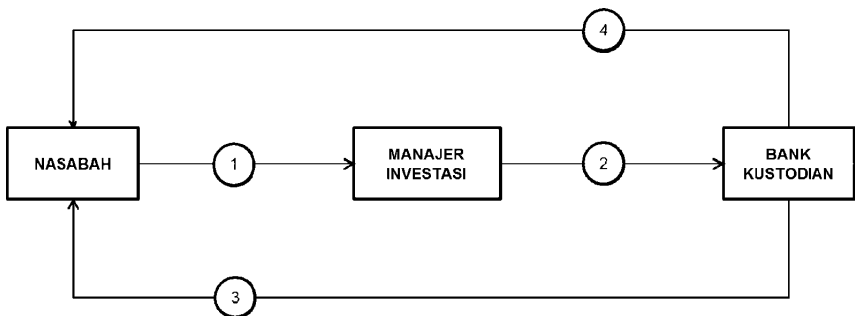 4
NASABAH
1
MANAJER
INVESTASI
2
BANK
KUSTODIAN
3